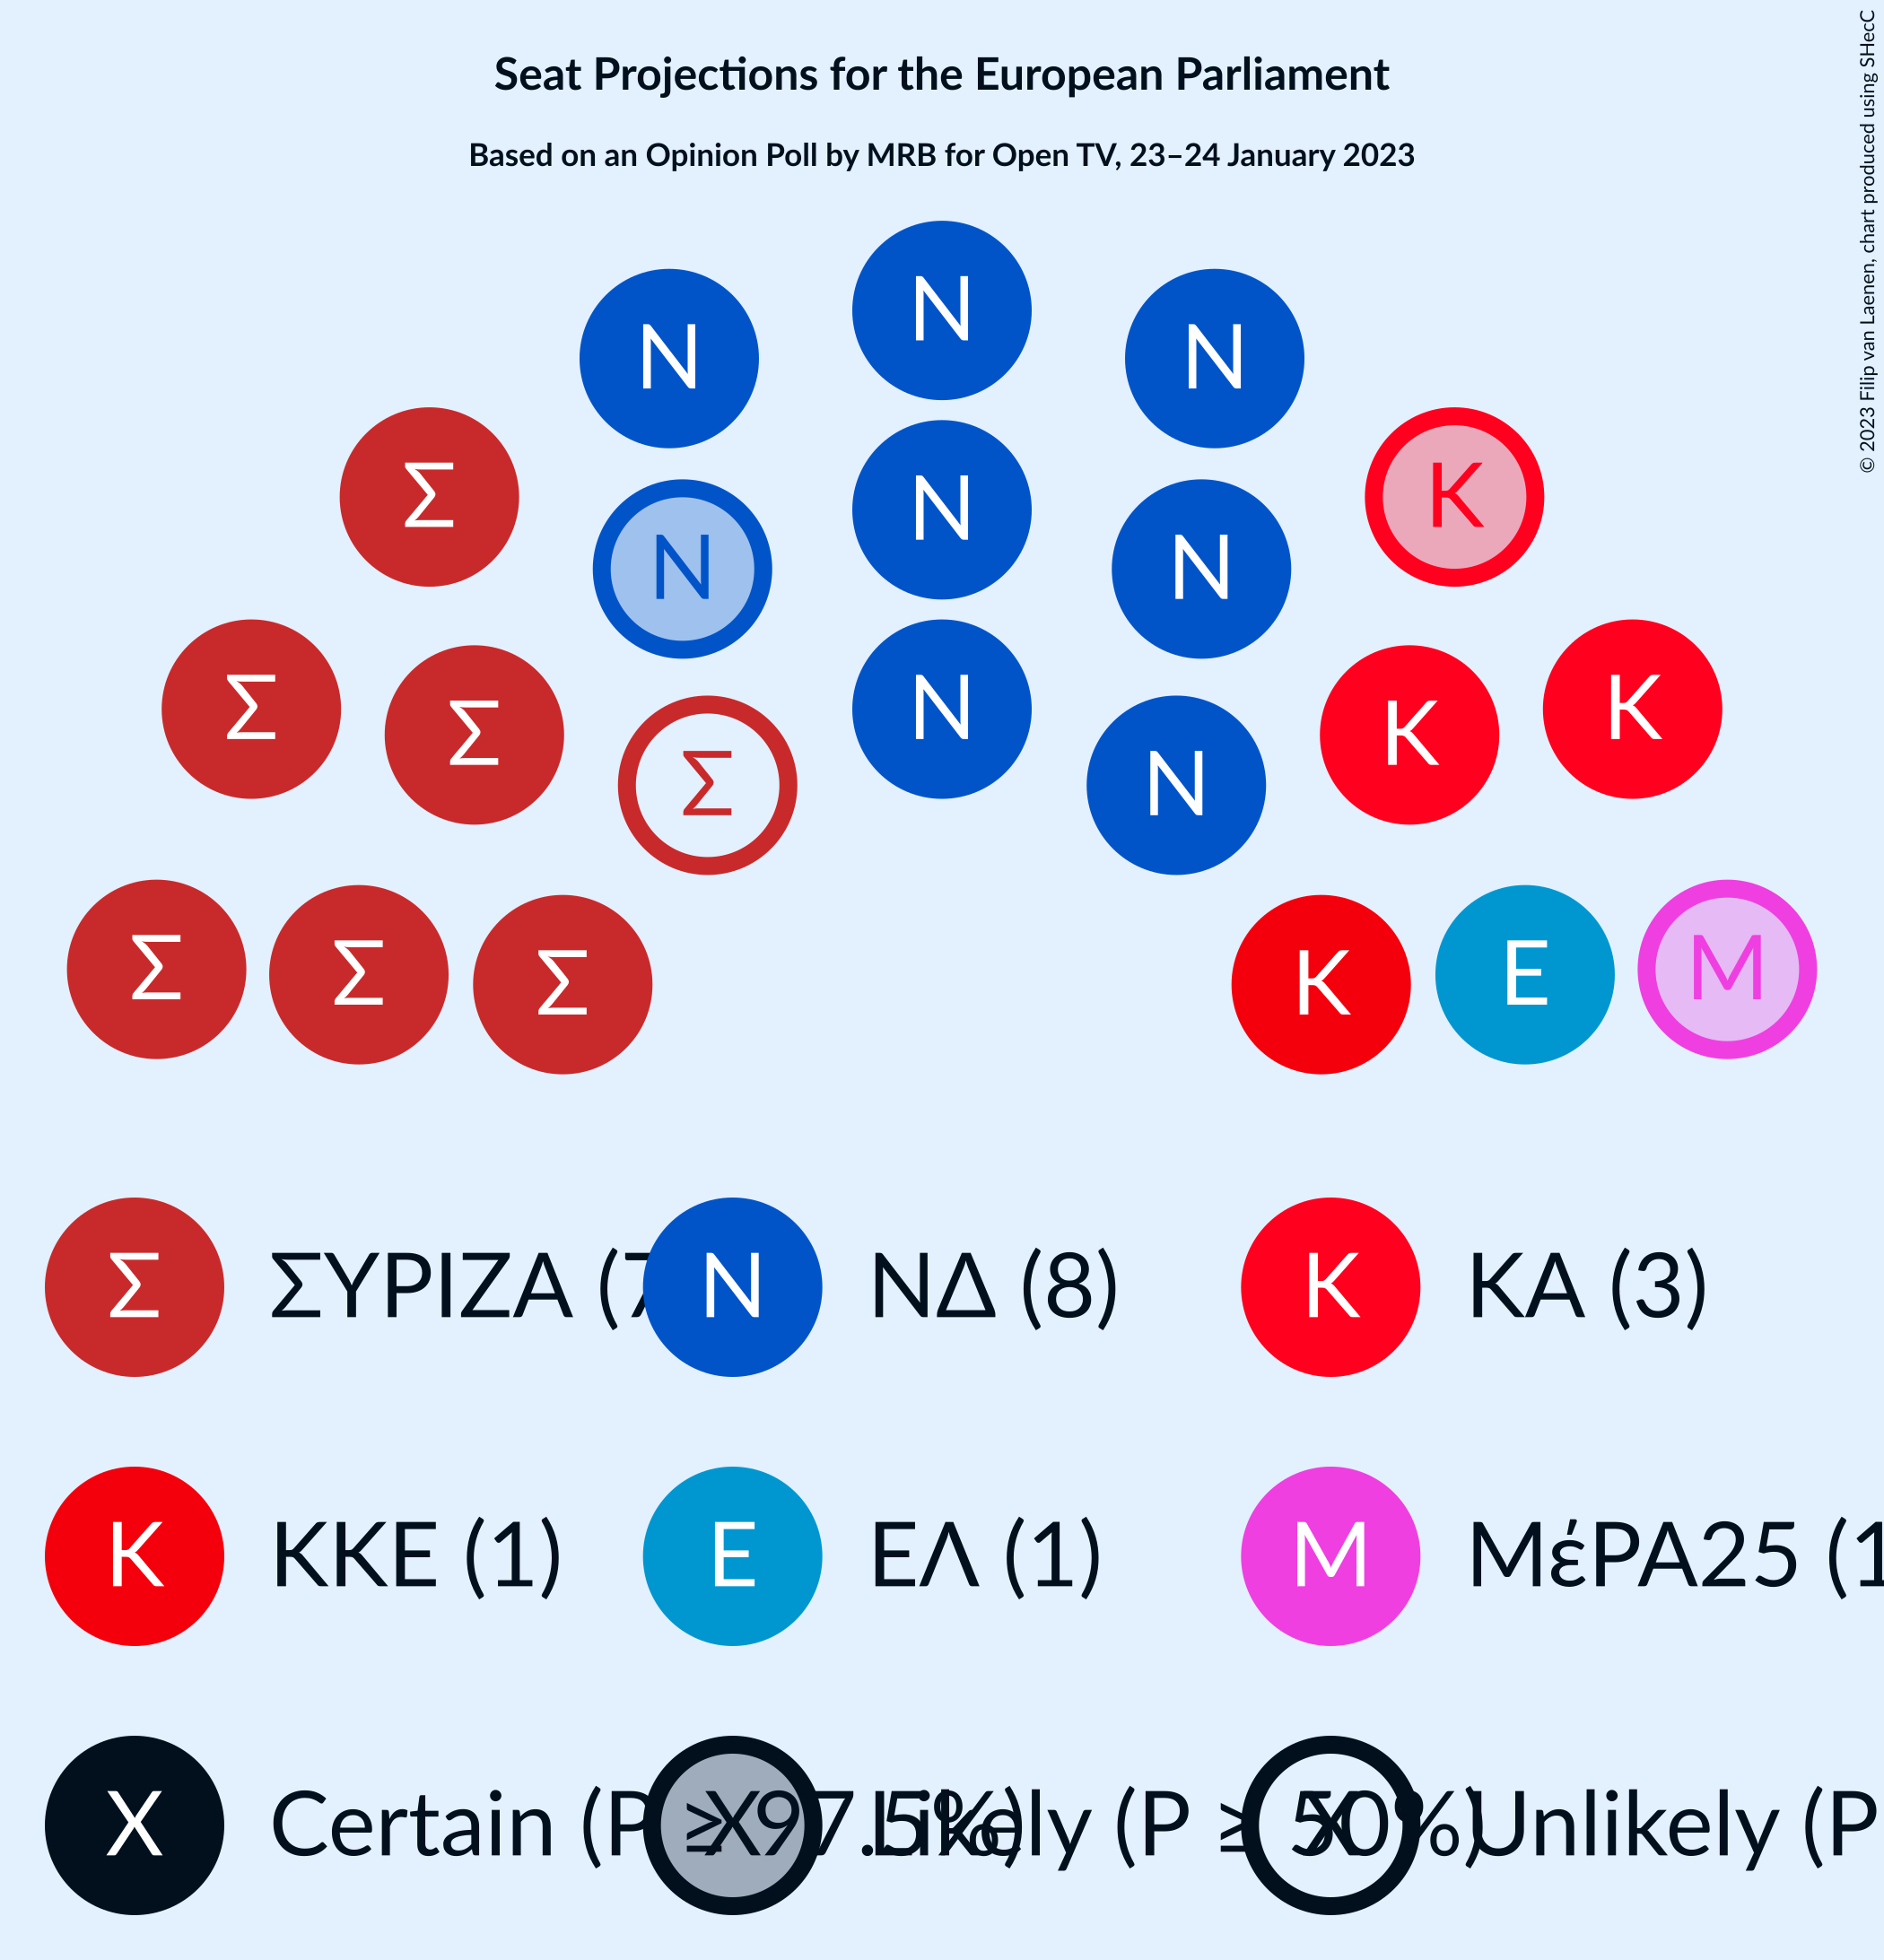 Seat Projections for the European Parliament
Based on an Opinion Poll by MRB for Open TV, 23–24 January 2023
© 2023 Filip van Laenen, chart produced using SHecC
N
N N
N
Σ K
N
N N
Σ K
Σ N K
Σ N
Σ M
Σ E
Σ K
Σ ΣΥΡΙΖΑ (7 N ΝΔ (8) K ΚΑ (3)
K ΚΚΕ (1) E ΕΛ (1) M ΜέΡΑ25 (1
X Certain (P ≥ 97.5%) X Likely (P ≥ 50%) X Unlikely (P